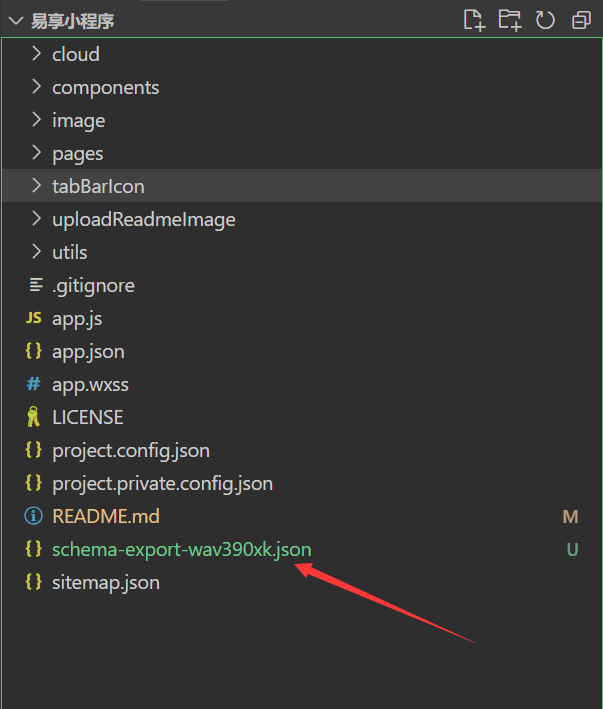 易享小程序
cloud
components
image
pages
tabBarIcon
uploadReadmeImage
utils
.gitignore
JS app.js
{} app.json
# app.wxss
LICENSE
{} project.config.json
{} project.private.config.json
README.md M
{} schema-export-wav390xk.json U
{} sitemap.json